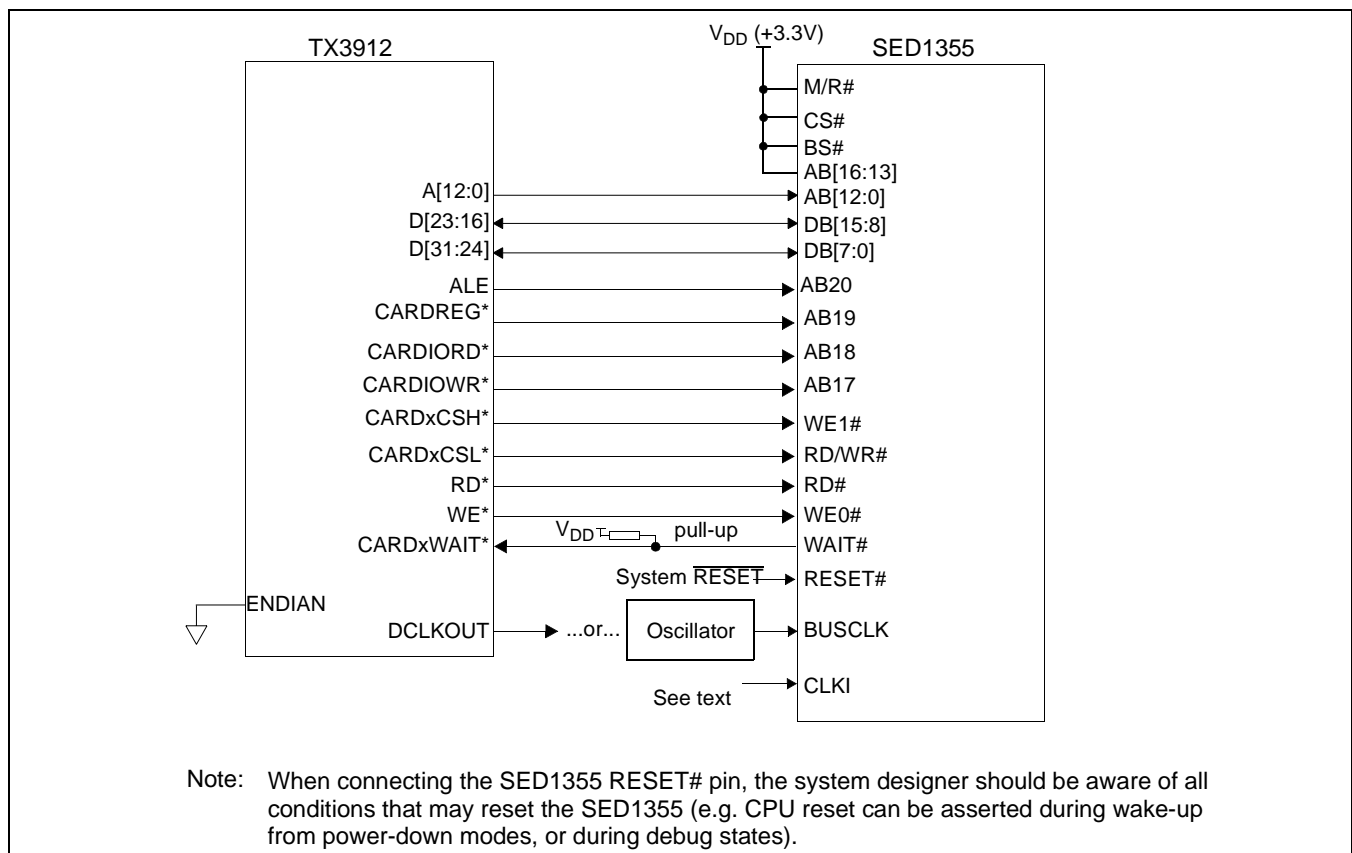 V_DD (+3.3V)
TX3912
SED1355
M/R#
CS#
BS#
AB[16:13]
A[12:0]
AB[12:0]
D[23:16]
DB[15:8]
D[31:24]
DB[7:0]
ALE
AB20
CARDREG*
AB19
CARDIORD*
AB18
CARDIOWR*
AB17
CARDxCSH*
WE1#
CARDxCSL*
RD/WR#
RD*
RD#
WE*
WE0#
V_DD
pull-up
CARDxWAIT*
WAIT#
System RESET
RESET#
ENDIAN
DCLKOUT
...or...
Oscillator
BUSCLK
See text
CLKI
Note: When connecting the SED1355 RESET# pin, the system designer should be aware of all
conditions that may reset the SED1355 (e.g. CPU reset can be asserted during wake-up
from power-down modes, or during debug states).